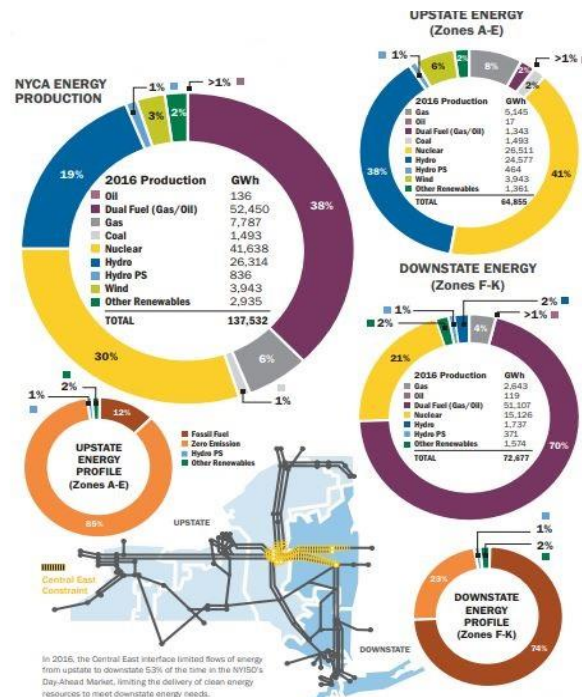 NYCA ENERGY
PRODUCTION
1%
>1%
3%
2%
19%
38%
30%
6%
1%
2016 Production GWh
Oil 136
Dual Fuel (Gas/Oil) 52,450
Gas 7,787
Coal 1,493
Nuclear 41,638
Hydro 26,314
Hydro PS 836
Wind 3,943
Other Renewables 2,935
TOTAL 137,532
UPSTATE ENERGY
(Zones A-E)
1%
6%
2%
8%
2%
>1%
2%
38%
41%
2016 Production GWh
Gas 5,145
Oil 17
Dual Fuel (Gas/Oil) 1,343
Coal 1,493
Nuclear 26,511
Hydro 24,577
Hydro PS 464
Wind 3,943
Other Renewables 1,361
TOTAL 64,855
DOWNSTATE ENERGY
(Zones F-K)
2%
1%
2%
4%
>1%
21%
70%
2016 Production GWh
Gas 2,643
Oil 119
Dual Fuel (Gas/Oil) 51,107
Nuclear 15,126
Hydro 1,737
Hydro PS 371
Other Renewables 1,574
TOTAL 72,677
1%
2%
12%
85%
UPSTATE
ENERGY
PROFILE
(Zones A-E)
Fossil Fuel
Zero Emission
Hydro PS
Other Renewables
UPSTATE
Central East
Constraint
DOWNSTATE
1%
2%
23%
74%
DOWNSTATE
ENERGY
PROFILE
(Zones F-K)
In 2016, the Central East interface limited flows of energy
from upstate to downstate 53% of the time in the NYISO's
Day-Ahead Market, limiting the delivery of clean energy
resources to meet downstate energy needs.